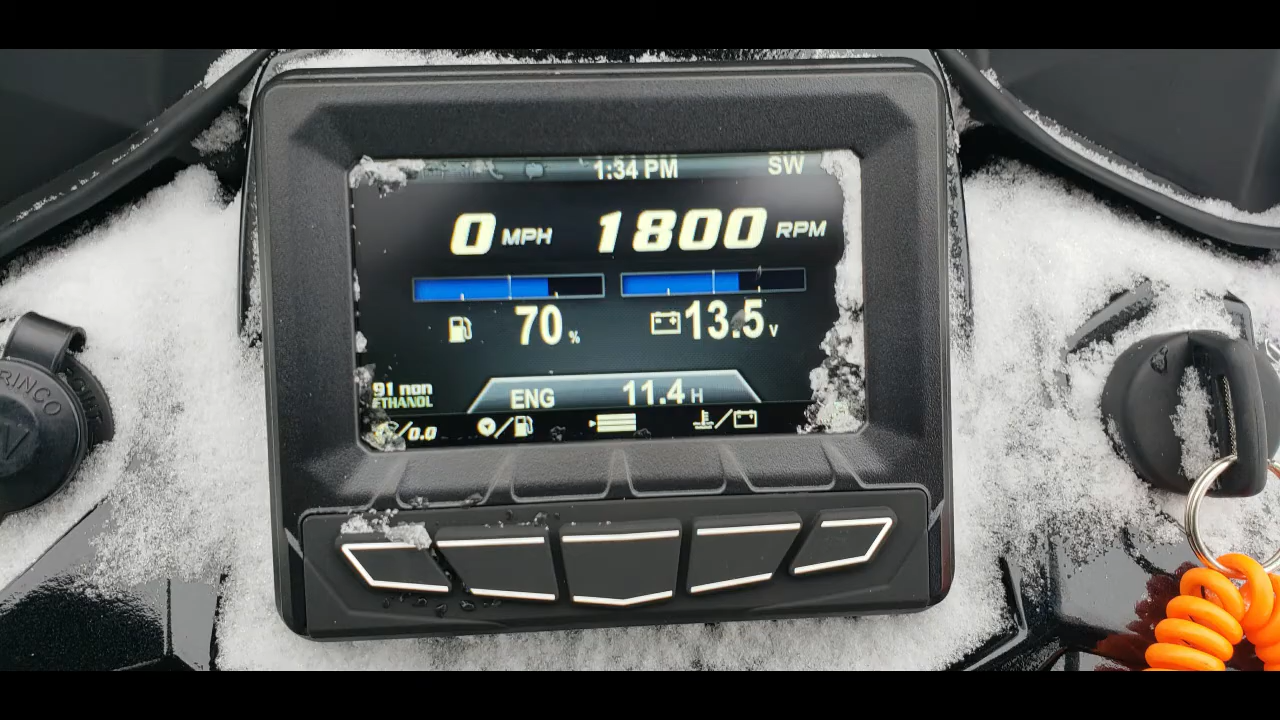 1:34 PM SW
0 MPH 1800 RPM
70 % 13.5 V
91 non
ETHANOL
ENG 11.4 H
/0.0
RINCO